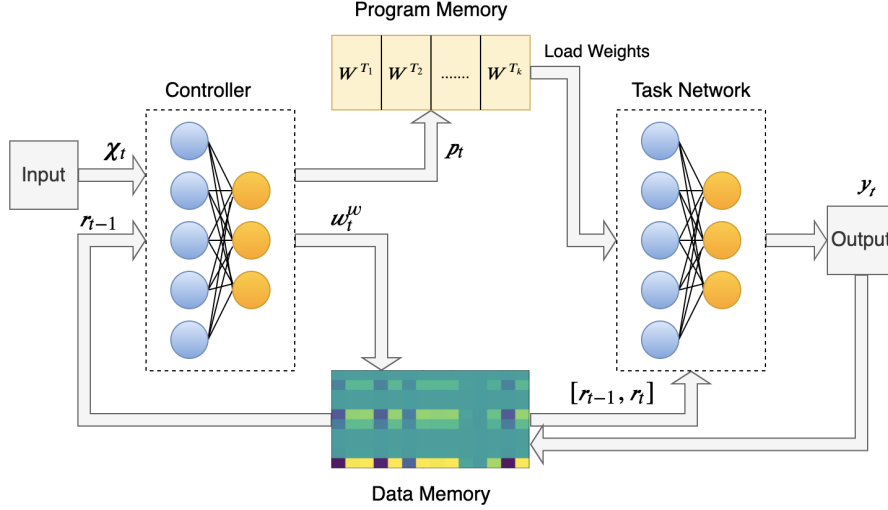 Program Memory
W^{T_1} W^{T_2} ....... W^{T_k}
Load Weights
Controller
Task Network
Input
χ_t
p_t
y_t
r_{t-1}
w_t^w
Output
[r_{t-1}, r_t]
Data Memory